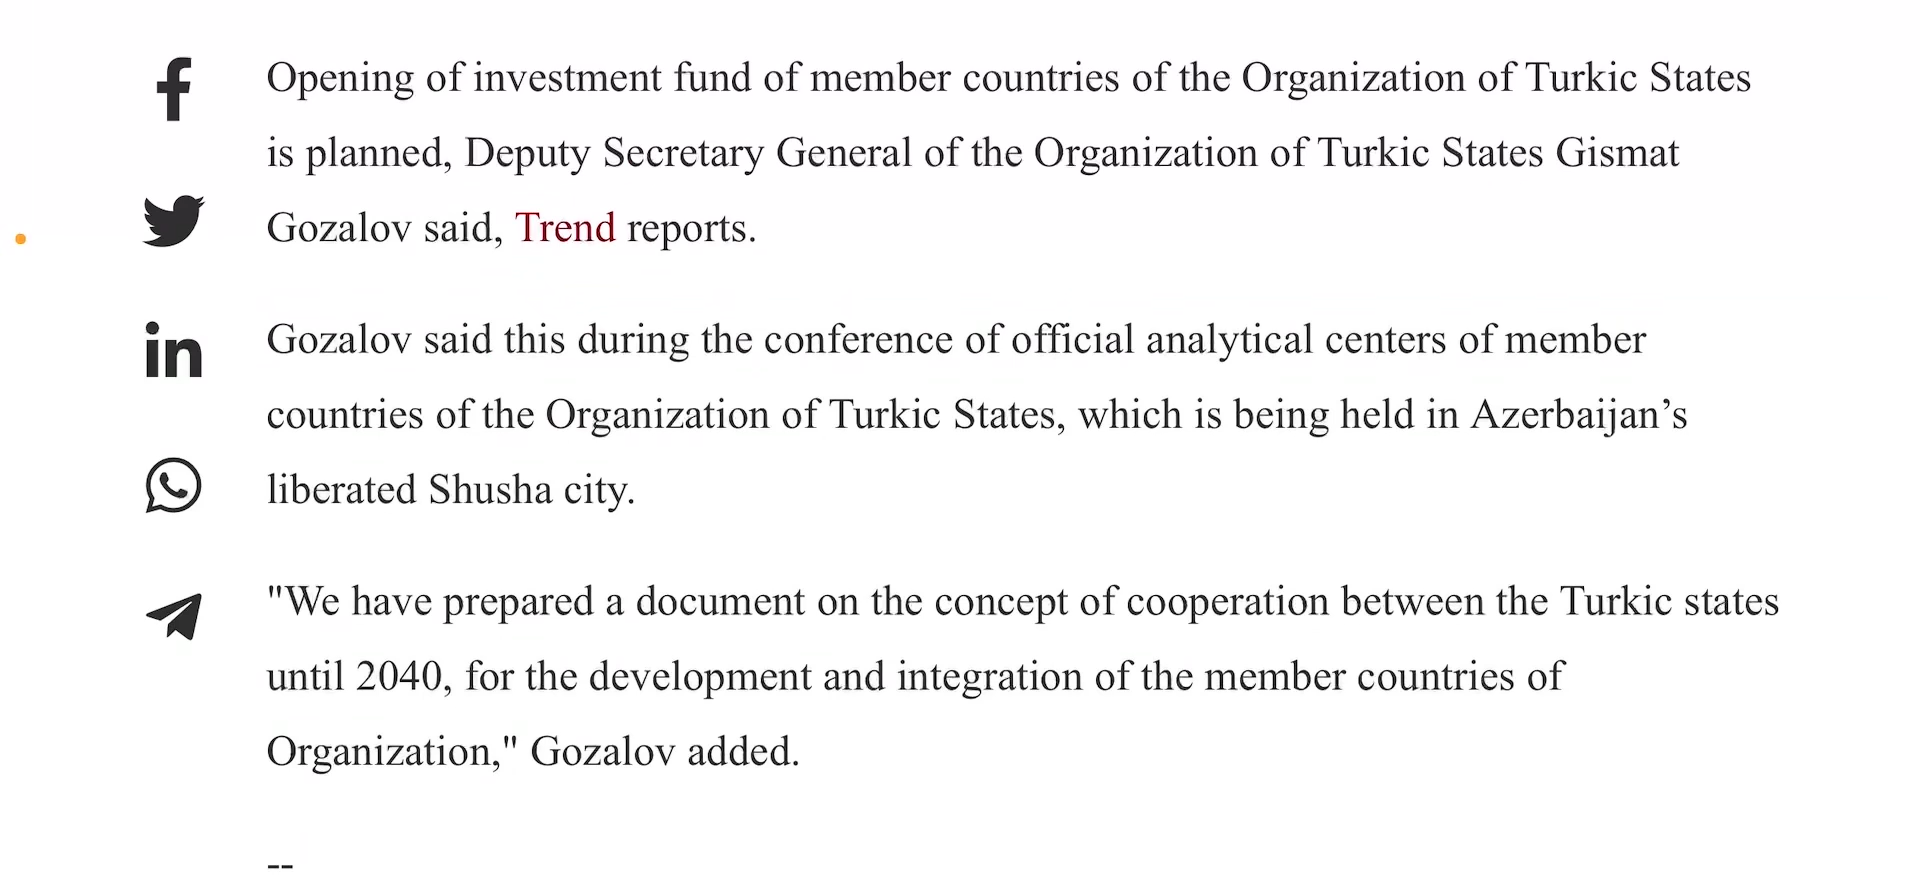 Opening of investment fund of member countries of the Organization of Turkic States
is planned, Deputy Secretary General of the Organization of Turkic States Gismat
Gozalov said, Trend reports.
Gozalov said this during the conference of official analytical centers of member
countries of the Organization of Turkic States, which is being held in Azerbaijan’s
liberated Shusha city.
"We have prepared a document on the concept of cooperation between the Turkic states
until 2040, for the development and integration of the member countries of
Organization," Gozalov added.
--